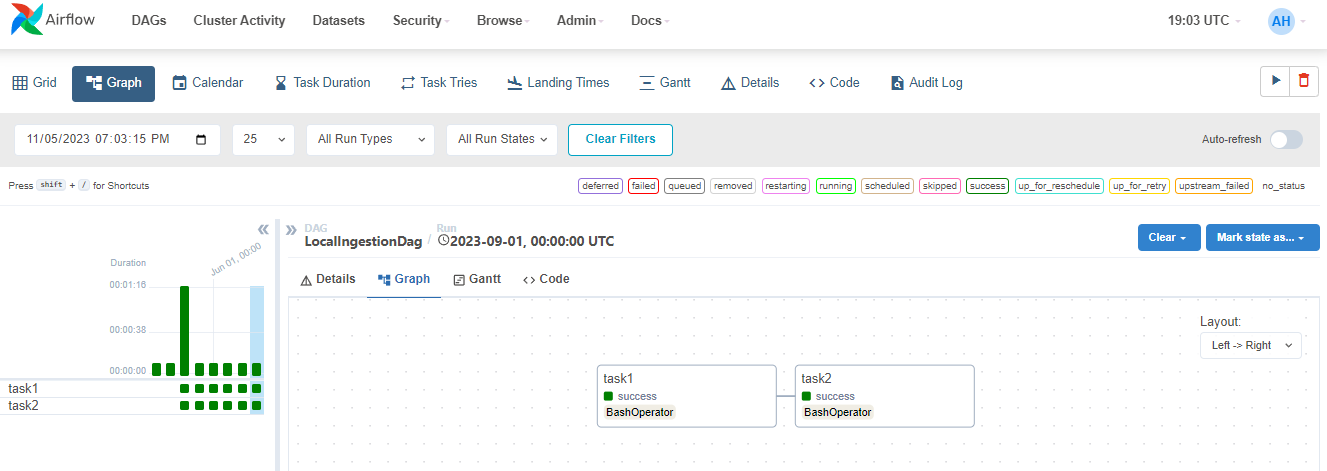 Airflow DAGs Cluster Activity Datasets Security Browse Admin Docs 19:03 UTC AH
Grid Graph Calendar Task Duration Task Tries Landing Times Gantt Details Code Audit Log
11/05/2023 07:03:15 PM 25 All Run Types All Run States Clear Filters Auto-refresh
Press shift + / for Shortcuts deferred failed queued removed restarting running scheduled skipped success up_for_reschedule up_for_retry upstream_failed no_status
DAG Run
LocalIngestionDag / 2023-09-01, 00:00:00 UTC Clear Mark state as...
Jun 01, 00:00
Duration
00:01:16
00:00:38
00:00:00
task1
task2
Details Graph Gantt Code
Layout:
Left -> Right
task1
success
BashOperator
task2
success
BashOperator